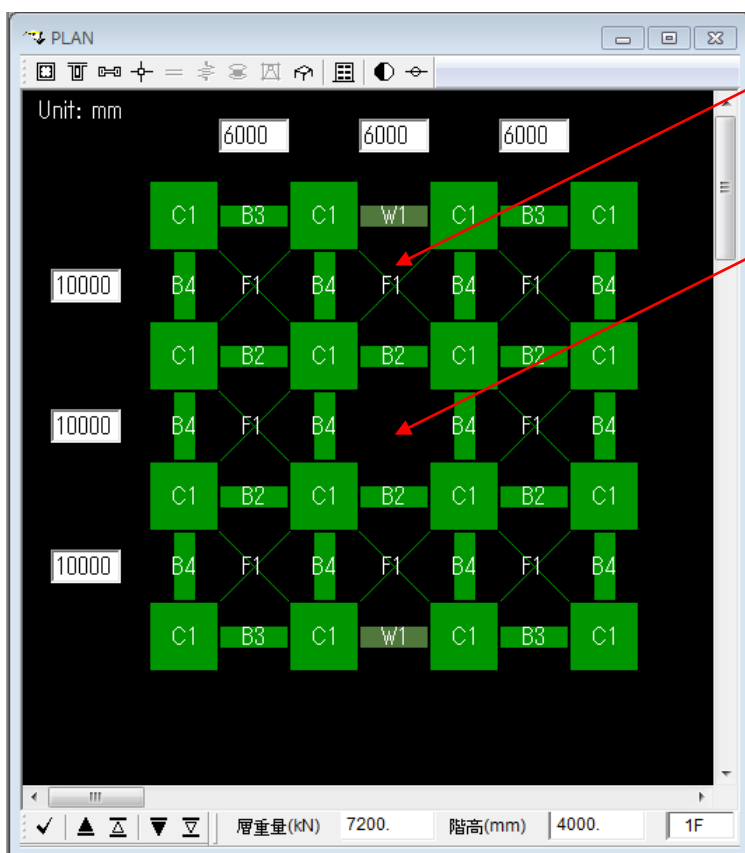 PLAN
Unit: mm
6000 6000 6000
C1 B3 C1 W1 C1 B3 C1
10000 B4 F1 B4 F1 B4 F1 B4
C1 B2 C1 B2 C1 B2 C1
10000 B4 F1 B4 B4 F1 B4
C1 B2 C1 B2 C1 B2 C1
10000 B4 F1 B4 F1 B4 F1 B4
C1 B3 C1 W1 C1 B3 C1
層重量(kN) 7200. 階高(mm) 4000. 1F